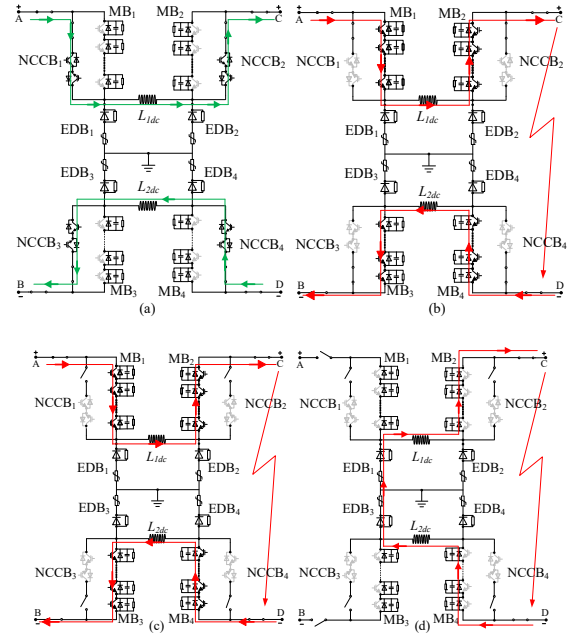 + MB₁ MB₂ +
A C
NCCB₁ NCCB₂
L₁dc
EDB₁ EDB₂
EDB₃ EDB₄
L₂dc
NCCB₃ NCCB₄
B MB₃ MB₄ D
(a)
+ MB₁ MB₂ +
A C
NCCB₁ NCCB₂
L₁dc
EDB₁ EDB₂
EDB₃ EDB₄
L₂dc
NCCB₃ NCCB₄
B MB₃ MB₄ D
(b)
+ MB₁ MB₂ +
A C
NCCB₁ NCCB₂
L₁dc
EDB₁ EDB₂
EDB₃ EDB₄
L₂dc
NCCB₃ NCCB₄
B D
MB₃ (c) MB₄
+ MB₁ MB₂ +
A C
NCCB₁ NCCB₂
L₁dc
EDB₁ EDB₂
EDB₃ EDB₄
L₂dc
NCCB₃ NCCB₄
B D
MB₃ (d) MB₄